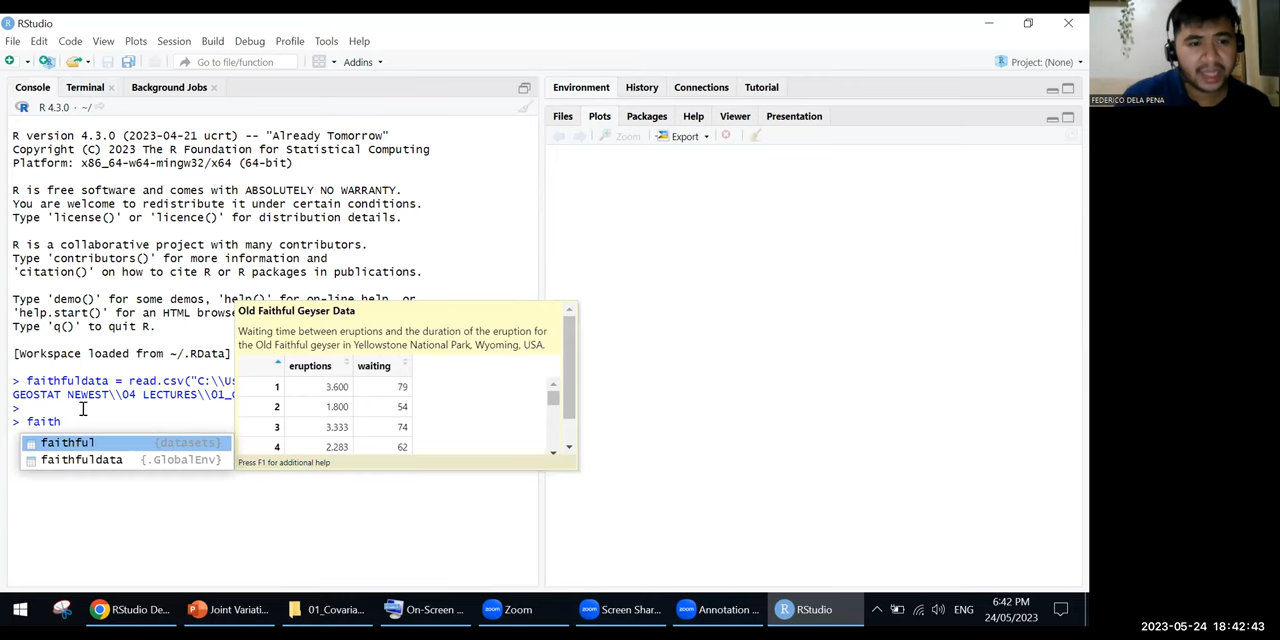 RStudio
File Edit Code View Plots Session Build Debug Profile Tools Help
Go to file/function Addins Project: (None)
Console Terminal Background Jobs
R 4.3.0 · ~/
R version 4.3.0 (2023-04-21 ucrt) -- "Already Tomorrow"
Copyright (C) 2023 The R Foundation for Statistical Computing
Platform: x86_64-w64-mingw32/x64 (64-bit)
R is free software and comes with ABSOLUTELY NO WARRANTY.
You are welcome to redistribute it under certain conditions.
Type 'license()' or 'licence()' for distribution details.
R is a collaborative project with many contributors.
Type 'contributors()' for more information and
'citation()' on how to cite R or R packages in publications.
Type 'demo()' for some demos, 'help()' for on-line help, or
'help.start()' for an HTML browse
Type 'q()' to quit R.
[Workspace loaded from ~/.RData]
> faithfuldata = read.csv("C:\\Us
GEOSTAT NEWEST\\04 LECTURES\\01_
>
> faith
faithful {datasets}
faithfuldata {.GlobalEnv}
Old Faithful Geyser Data
Waiting time between eruptions and the duration of the eruption for
the Old Faithful geyser in Yellowstone National Park, Wyoming, USA.
eruptions waiting
1 3.600 79
2 1.800 54
3 3.333 74
4 2.283 62
Press F1 for additional help
Environment History Connections Tutorial
Files Plots Packages Help Viewer Presentation
Zoom Export
FEDERICO DELA PENA
RStudio De... Joint Variati... 01_Covaria... On-Screen ... Zoom Screen Shar... Annotation ... RStudio
ENG
6:42 PM
24/05/2023
2023-05-24 18:42:43